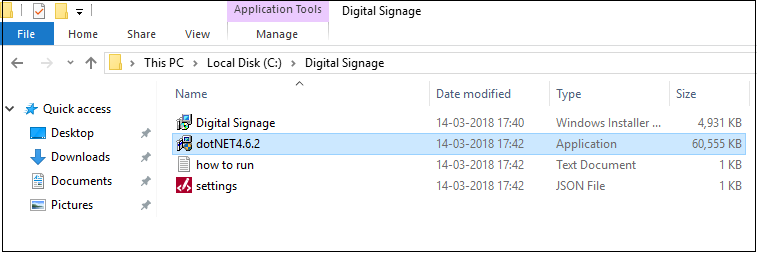 Application Tools Digital Signage
File Home Share View Manage
This PC Local Disk (C:) Digital Signage
Name Date modified Type Size
Quick access
Digital Signage 14-03-2018 17:40 Windows Installer ... 4,931 KB
Desktop
dotNET4.6.2 14-03-2018 17:42 Application 60,555 KB
Downloads
how to run 14-03-2018 17:42 Text Document 1 KB
Documents
settings 14-03-2018 17:42 JSON File 1 KB
Pictures